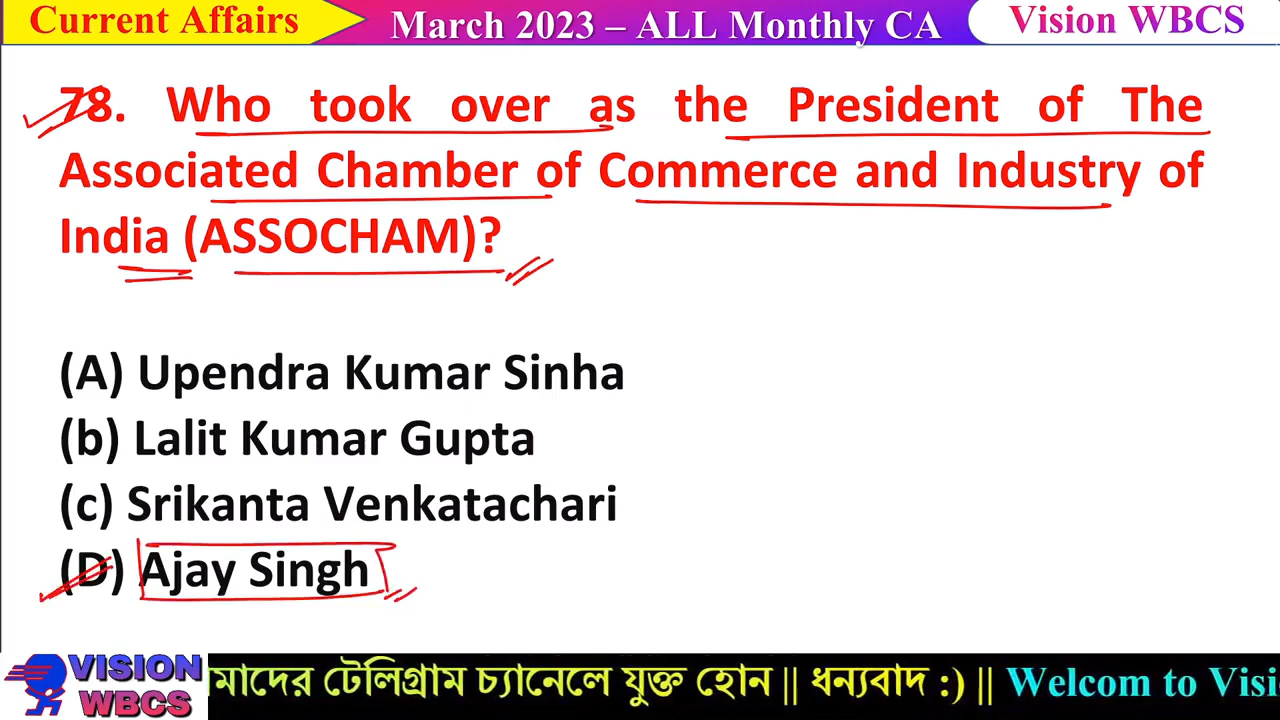 Current Affairs
March 2023 – ALL Monthly CA
Vision WBCS
78. Who took over as the President of The
Associated Chamber of Commerce and Industry of
India (ASSOCHAM)?
(A) Upendra Kumar Sinha
(b) Lalit Kumar Gupta
(c) Srikanta Venkatachari
(D) Ajay Singh
VISION
WBCS
মাদের টেলিগ্রাম চ্যানেলে যুক্ত হোন || ধন্যবাদ :) || Welcome to Visi